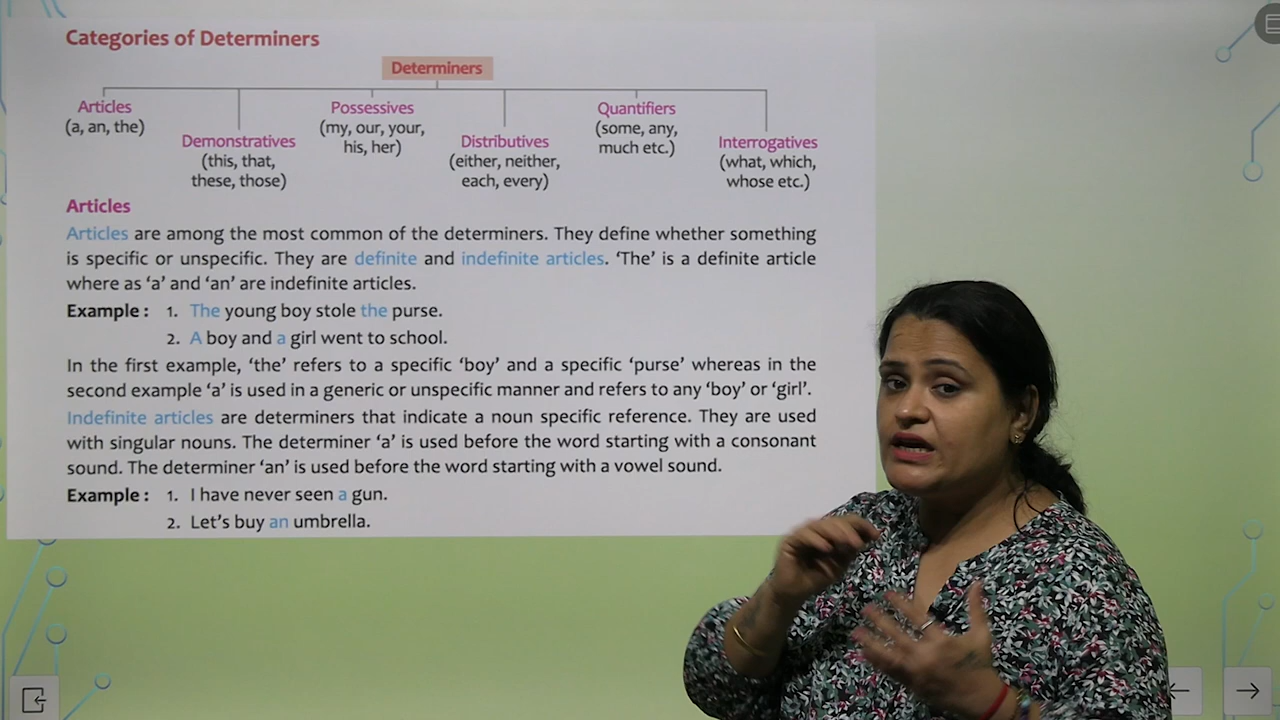 Categories of Determiners
Determiners
Articles
(a, an, the)
Demonstratives
(this, that,
these, those)
Possessives
(my, our, your,
his, her)
Distributives
(either, neither,
each, every)
Quantifiers
(some, any,
much etc.)
Interrogatives
(what, which,
whose etc.)
Articles
Articles are among the most common of the determiners. They define whether something
is specific or unspecific. They are definite and indefinite articles. ‘The’ is a definite article
where as ‘a’ and ‘an’ are indefinite articles.
Example : 1. The young boy stole the purse.
2. A boy and a girl went to school.
In the first example, ‘the’ refers to a specific ‘boy’ and a specific ‘purse’ whereas in the
second example ‘a’ is used in a generic or unspecific manner and refers to any ‘boy’ or ‘girl’.
Indefinite articles are determiners that indicate a noun specific reference. They are used
with singular nouns. The determiner ‘a’ is used before the word starting with a consonant
sound. The determiner ‘an’ is used before the word starting with a vowel sound.
Example : 1. I have never seen a gun.
2. Let’s buy an umbrella.